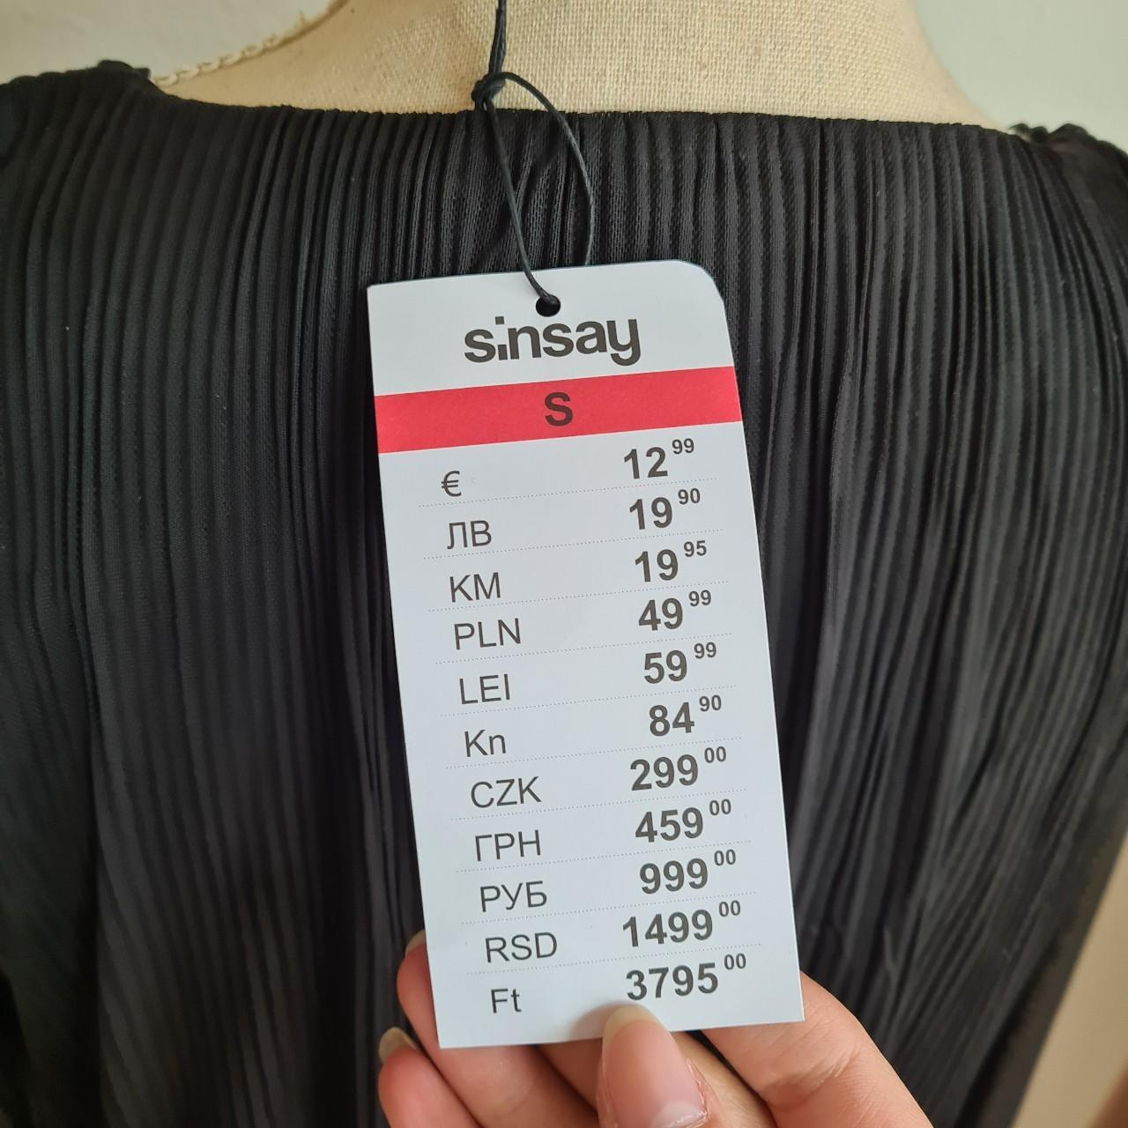 sinsay
S
€ 12 99
ЛВ 19 90
KM 19 95
PLN 49 99
LEI 59 99
Kn 84 90
CZK 299 00
ГРН 459 00
РУБ 999 00
RSD 1499 00
Ft 3795 00